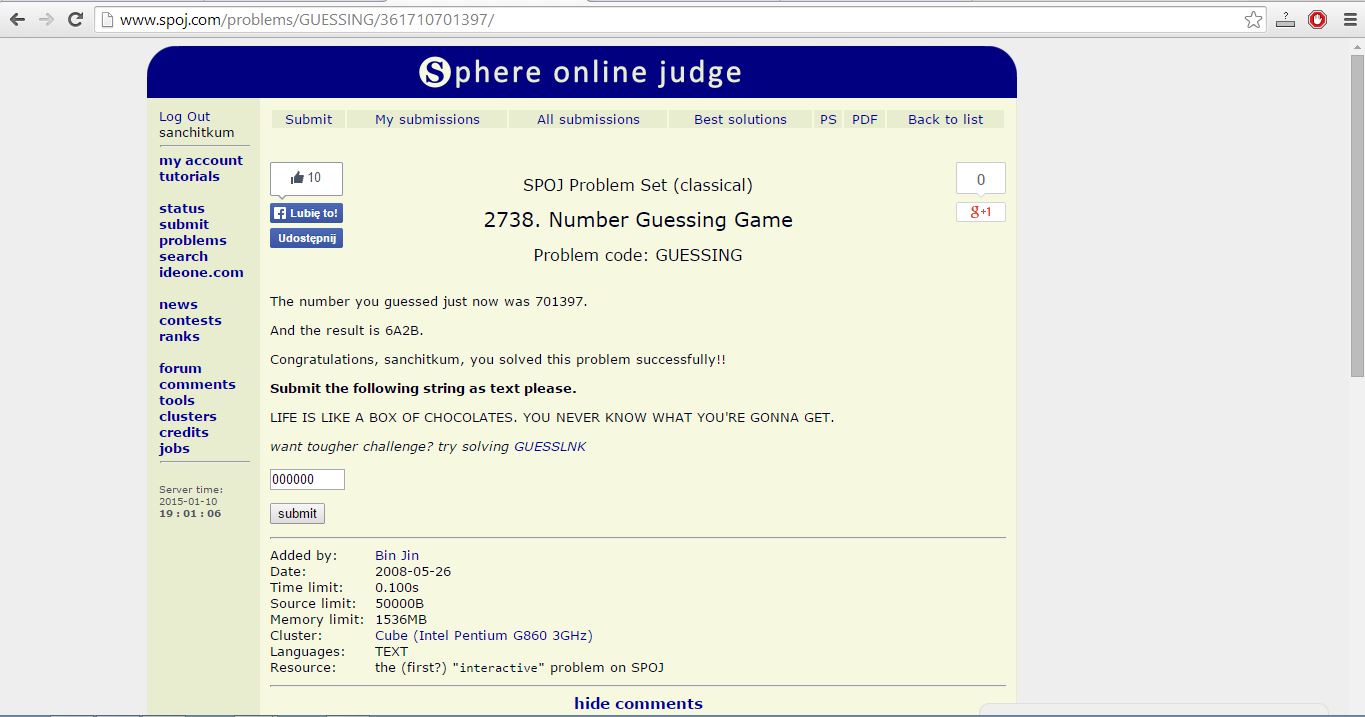 www.spoj.com/problems/GUESSING/361710701397/
Sphere online judge
Log Out
sanchitkum
my account
tutorials
status
submit
problems
search
ideone.com
news
contests
ranks
forum
comments
tools
clusters
credits
jobs
Server time:
2015-01-10
19 : 01 : 06
Submit My submissions All submissions Best solutions PS PDF Back to list
10
Lubię to!
Udostępnij
SPOJ Problem Set (classical)
2738. Number Guessing Game
Problem code: GUESSING
0
g+1
The number you guessed just now was 701397.
And the result is 6A2B.
Congratulations, sanchitkum, you solved this problem successfully!!
Submit the following string as text please.
LIFE IS LIKE A BOX OF CHOCOLATES. YOU NEVER KNOW WHAT YOU'RE GONNA GET.
want tougher challenge? try solving GUESSLNK
000000
submit
Added by: Bin Jin
Date: 2008-05-26
Time limit: 0.100s
Source limit: 50000B
Memory limit: 1536MB
Cluster: Cube (Intel Pentium G860 3GHz)
Languages: TEXT
Resource: the (first?) "interactive" problem on SPOJ
hide comments